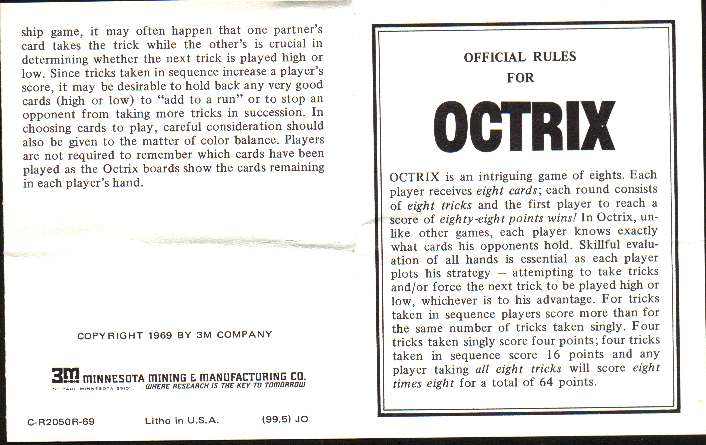 ship game, it may often happen that one partner's
card takes the trick while the other's is crucial in
determining whether the next trick is played high or
low. Since tricks taken in sequence increase a player's
score, it may be desirable to hold back any very good
cards (high or low) to "add to a run" or to stop an
opponent from taking more tricks in succession. In
choosing cards to play, careful consideration should
also be given to the matter of color balance. Players
are not required to remember which cards have been
played as the Octrix boards show the cards remaining
in each player's hand.
COPYRIGHT 1969 BY 3M COMPANY
3M MINNESOTA MINING & MANUFACTURING CO.
ST. PAUL, MINNESOTA 55101 WHERE RESEARCH IS THE KEY TO TOMORROW
C-R2050R-69 Litho in U.S.A. (99.5) JO
OFFICIAL RULES
FOR
OCTRIX
OCTRIX is an intriguing game of eights. Each
player receives eight cards; each round consists
of eight tricks and the first player to reach a
score of eighty-eight points wins! In Octrix, un-
like other games, each player knows exactly
what cards his opponents hold. Skillful evalu-
ation of all hands is essential as each player
plots his strategy — attempting to take tricks
and/or force the next trick to be played high or
low, whichever is to his advantage. For tricks
taken in sequence players score more than for
the same number of tricks taken singly. Four
tricks taken singly score four points; four tricks
taken in sequence score 16 points and any
player taking all eight tricks will score eight
times eight for a total of 64 points.